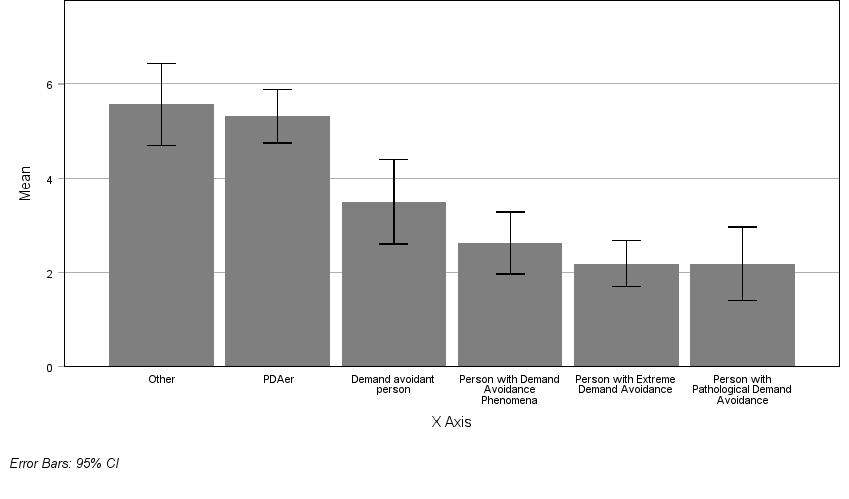 Mean
6
4
2
0
Other
PDAer
Demand avoidant
person
Person with Demand
Avoidance
Phenomena
Person with Extreme
Demand Avoidance
Person with
Pathological Demand
Avoidance
X Axis
Error Bars: 95% CI